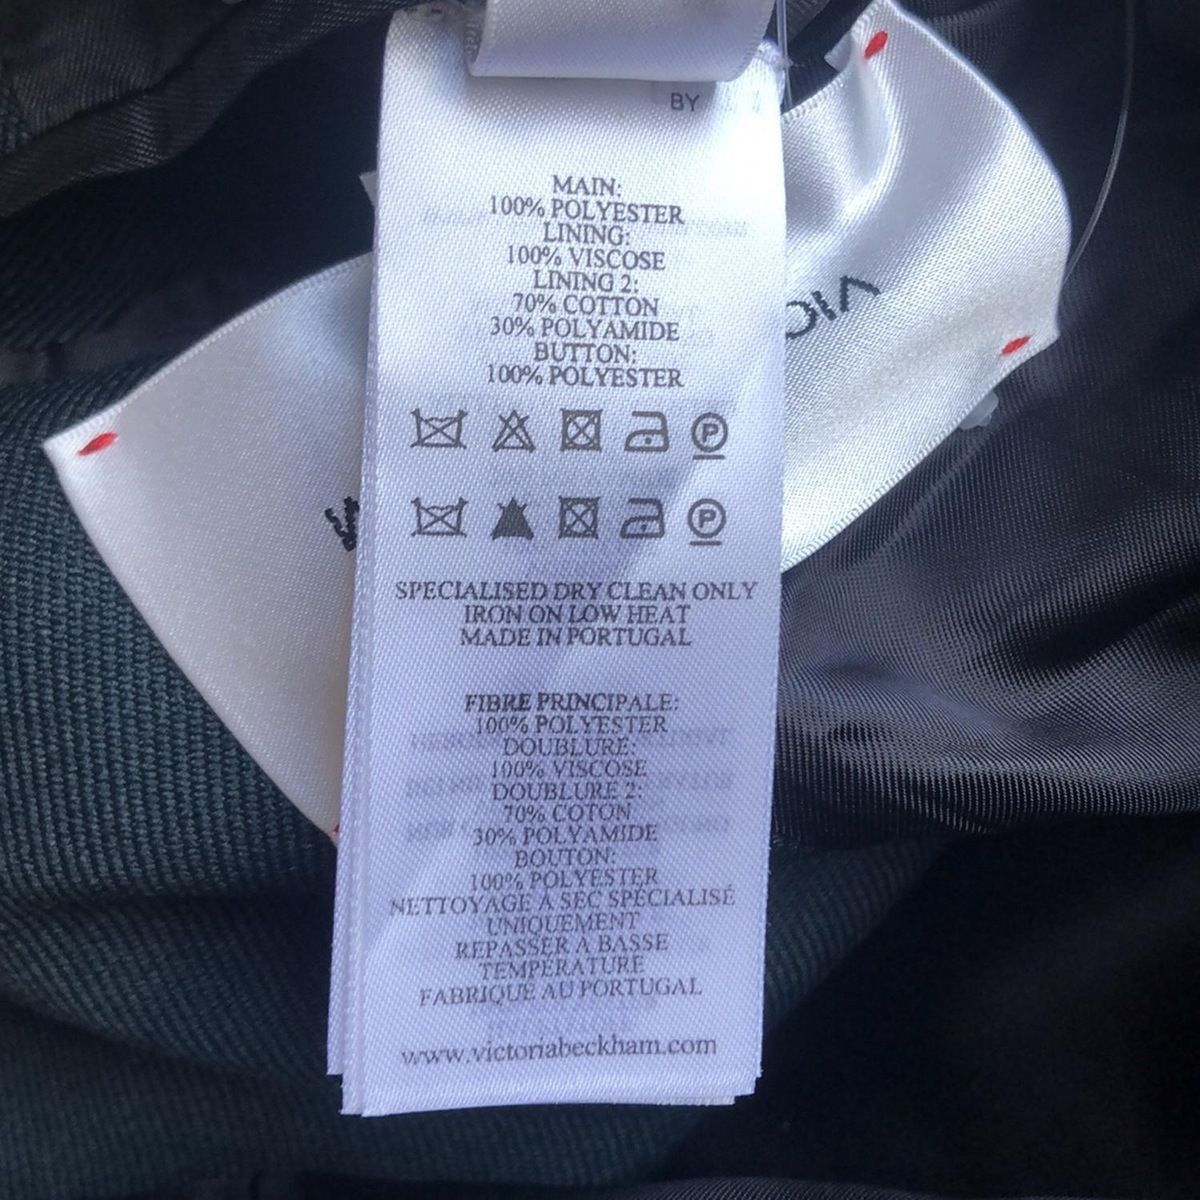 BY
MAIN:
100% POLYESTER
LINING:
100% VISCOSE
LINING 2:
70% COTTON
30% POLYAMIDE
BUTTON:
100% POLYESTER
P
P
SPECIALISED DRY CLEAN ONLY
IRON ON LOW HEAT
MADE IN PORTUGAL
FIBRE PRINCIPALE:
100% POLYESTER
DOUBLURE:
100% VISCOSE
DOUBLURE 2:
70% COTON
30% POLYAMIDE
BOUTON:
100% POLYESTER
NETTOYAGE A SEC SPÉCIALISÉ
UNIQUEMENT
REPASSER A BASSE
TEMPERATURE
FABRIQUE AU PORTUGAL
www.victoriabeckham.com